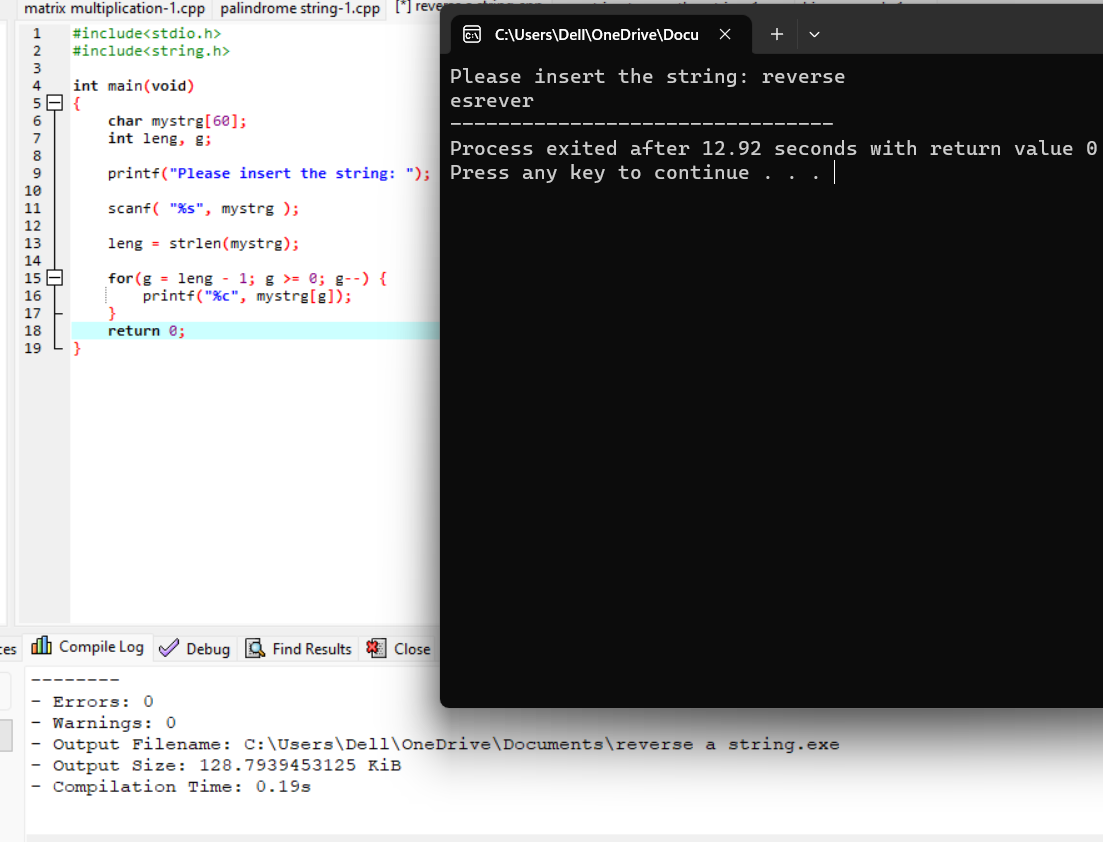 matrix multiplication-1.cpp palindrome string-1.cpp [*]
C:\Users\Dell\OneDrive\Docu
1 #include<stdio.h>
2 #include<string.h>
3
4 int main(void)
5 {
6 char mystrg[60];
7 int leng, g;
8
9 printf("Please insert the string: ");
10
11 scanf( "%s", mystrg );
12
13 leng = strlen(mystrg);
14
15 for(g = leng - 1; g >= 0; g--) {
16 printf("%c", mystrg[g]);
17 }
18 return 0;
19 }
Please insert the string: reverse
esrever
--------------------------------
Process exited after 12.92 seconds with return value 0
Press any key to continue . . .
Compile Log Debug Find Results Close
--------
- Errors: 0
- Warnings: 0
- Output Filename: C:\Users\Dell\OneDrive\Documents\reverse a string.exe
- Output Size: 128.7939453125 KiB
- Compilation Time: 0.19s